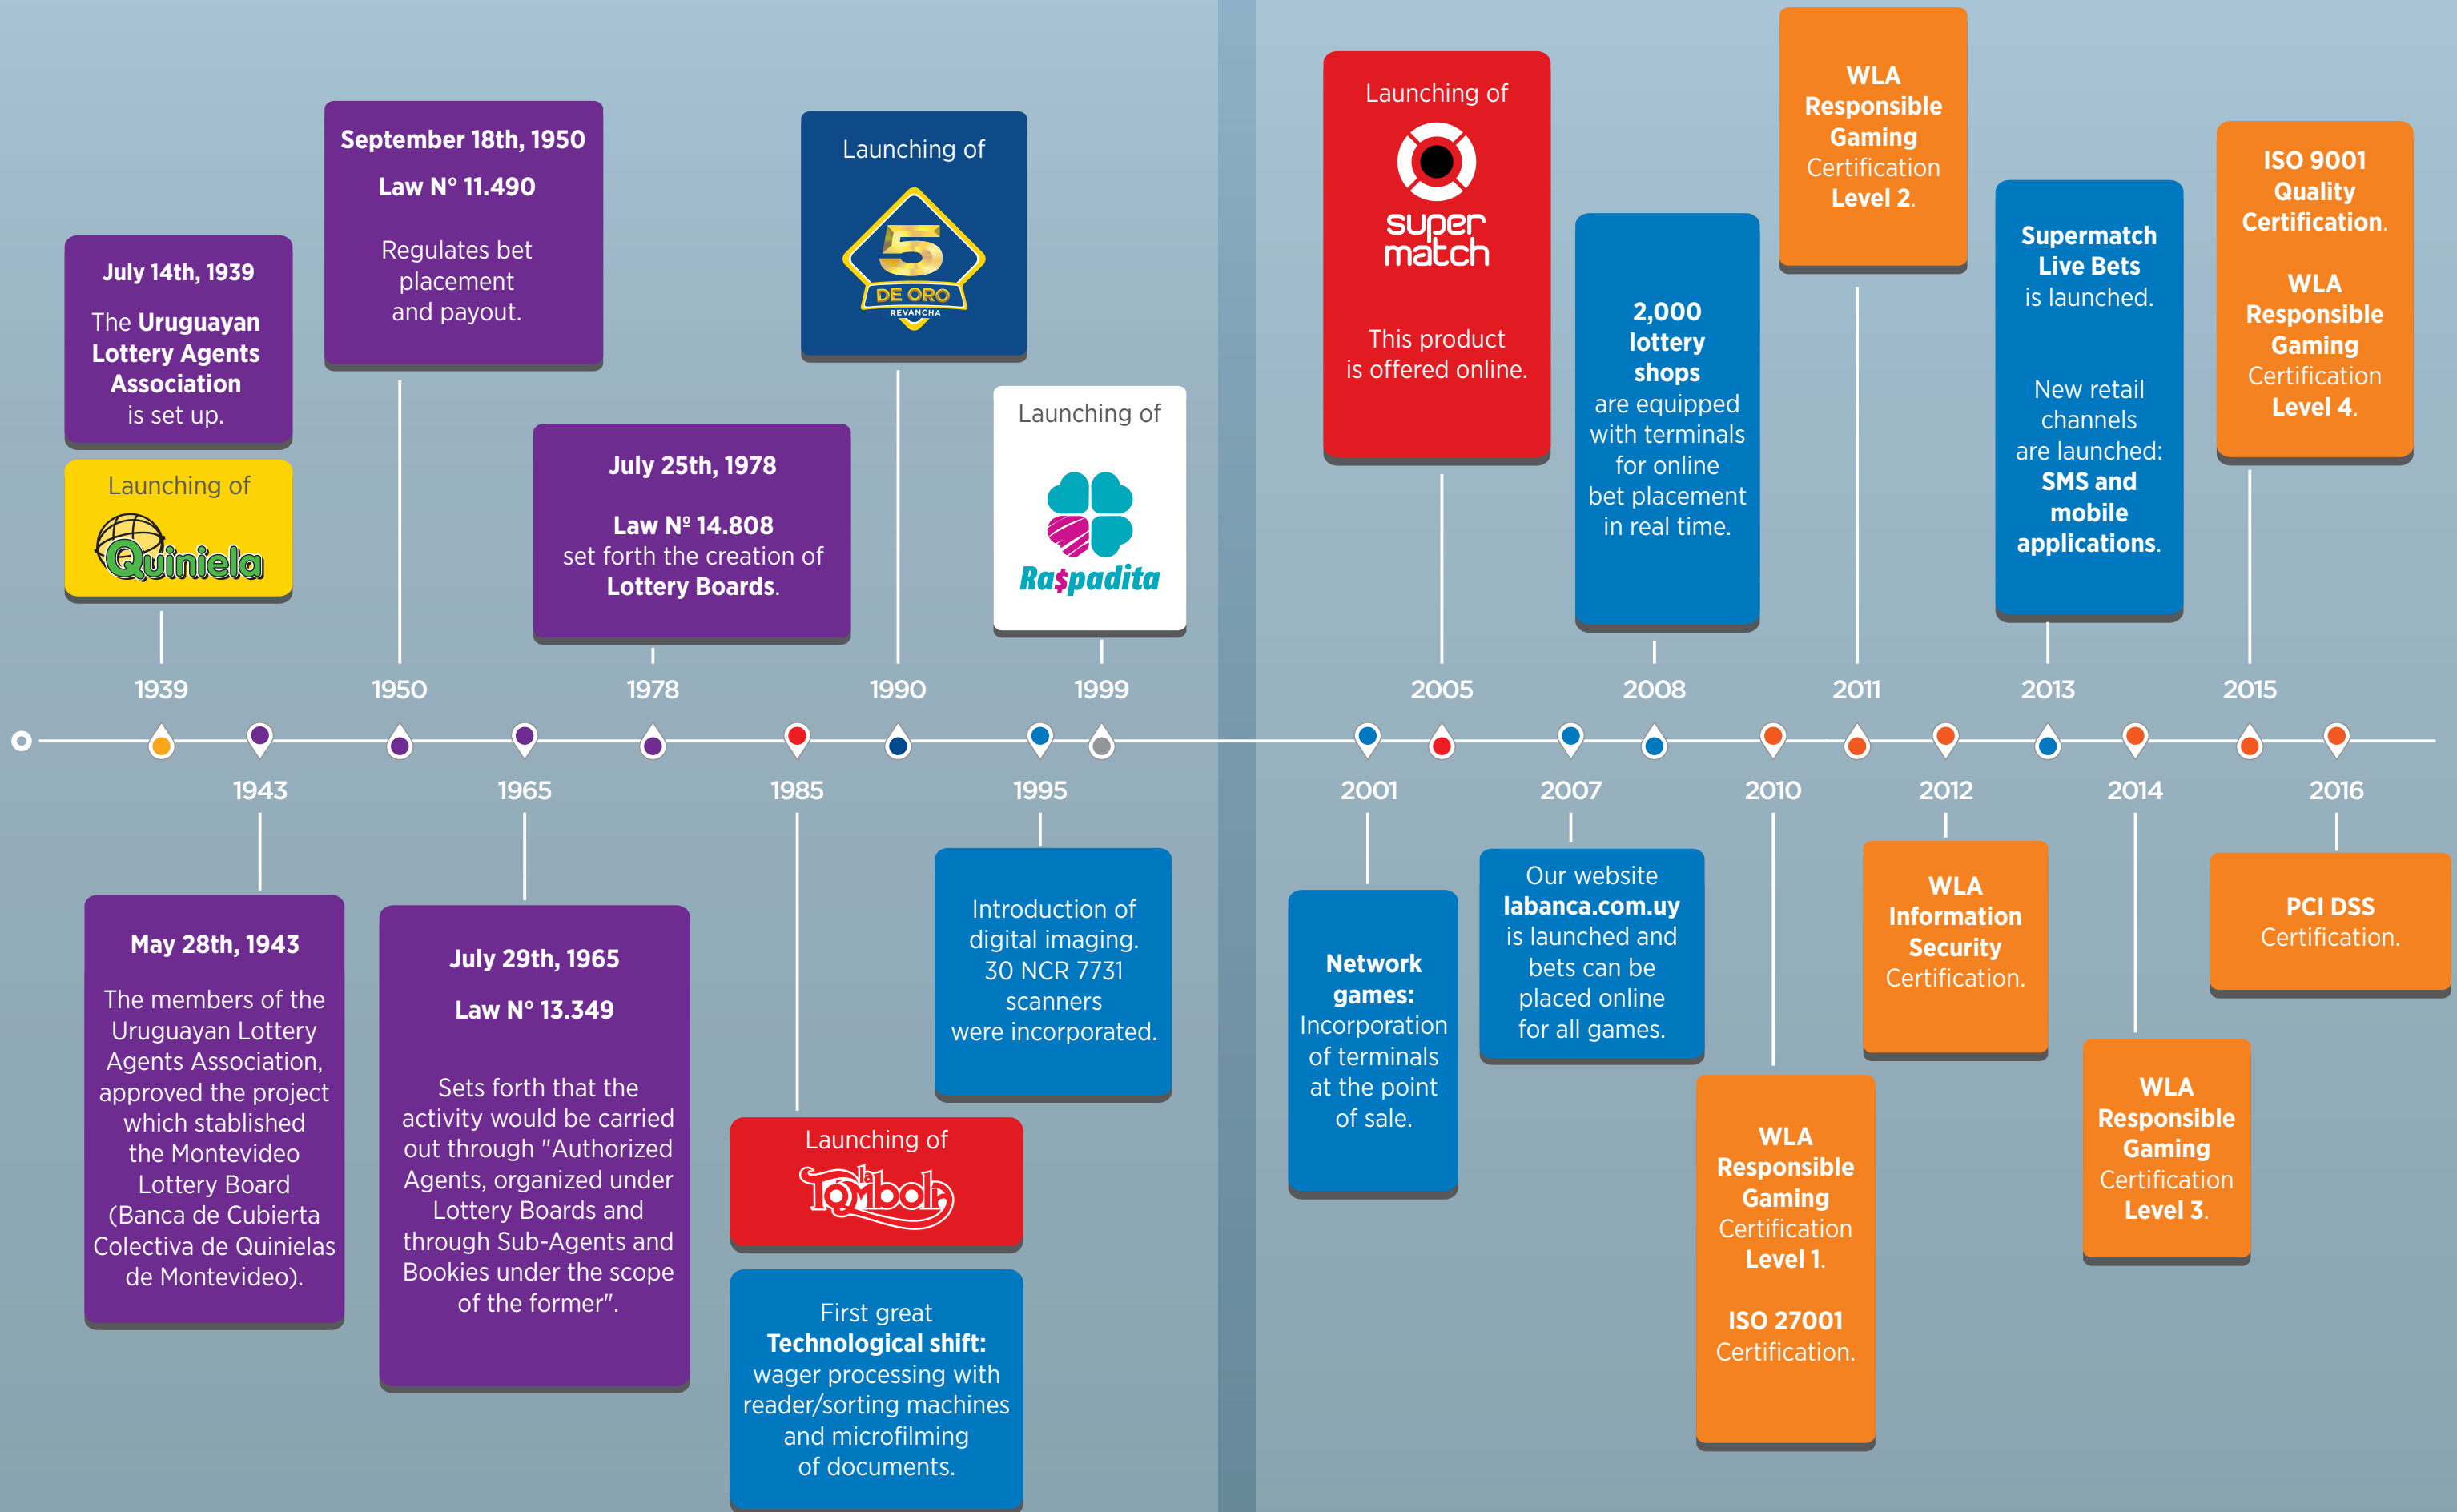 July 14th, 1939
The Uruguayan
Lottery Agents
Association
is set up.
Launching of
Quiniela
1939
May 28th, 1943
The members of the
Uruguayan Lottery
Agents Association,
approved the project
which stablished
the Montevideo
Lottery Board
(Banca de Cubierta
Colectiva de Quinielas
de Montevideo).
1943
September 18th, 1950
Law N° 11.490
Regulates bet
placement
and payout.
1950
1965
July 29th, 1965
Law N° 13.349
Sets forth that the
activity would be carried
out through "Authorized
Agents, organized under
Lottery Boards and
through Sub-Agents and
Bookies under the scope
of the former".
July 25th, 1978
Law Nº 14.808
set forth the creation of
Lottery Boards.
1978
1985
Launching of
la
Tombola
First great
Technological shift:
wager processing with
reader/sorting machines
and microfilming
of documents.
Launching of
5
DE ORO
REVANCHA
1990
1995
Introduction of
digital imaging.
30 NCR 7731
scanners
were incorporated.
Launching of
Ra$padita
1999
2001
Network
games:
Incorporation
of terminals
at the point
of sale.
Launching of
super
match
This product
is offered online.
2005
2007
Our website
labanca.com.uy
is launched and
bets can be
placed online
for all games.
2,000
lottery
shops
are equipped
with terminals
for online
bet placement
in real time.
2008
2010
WLA
Responsible
Gaming
Certification
Level 1.
ISO 27001
Certification.
WLA
Responsible
Gaming
Certification
Level 2.
2011
2012
WLA
Information
Security
Certification.
Supermatch
Live Bets
is launched.
New retail
channels
are launched:
SMS and
mobile
applications.
2013
2014
WLA
Responsible
Gaming
Certification
Level 3.
ISO 9001
Quality
Certification.
WLA
Responsible
Gaming
Certification
Level 4.
2015
2016
PCI DSS
Certification.